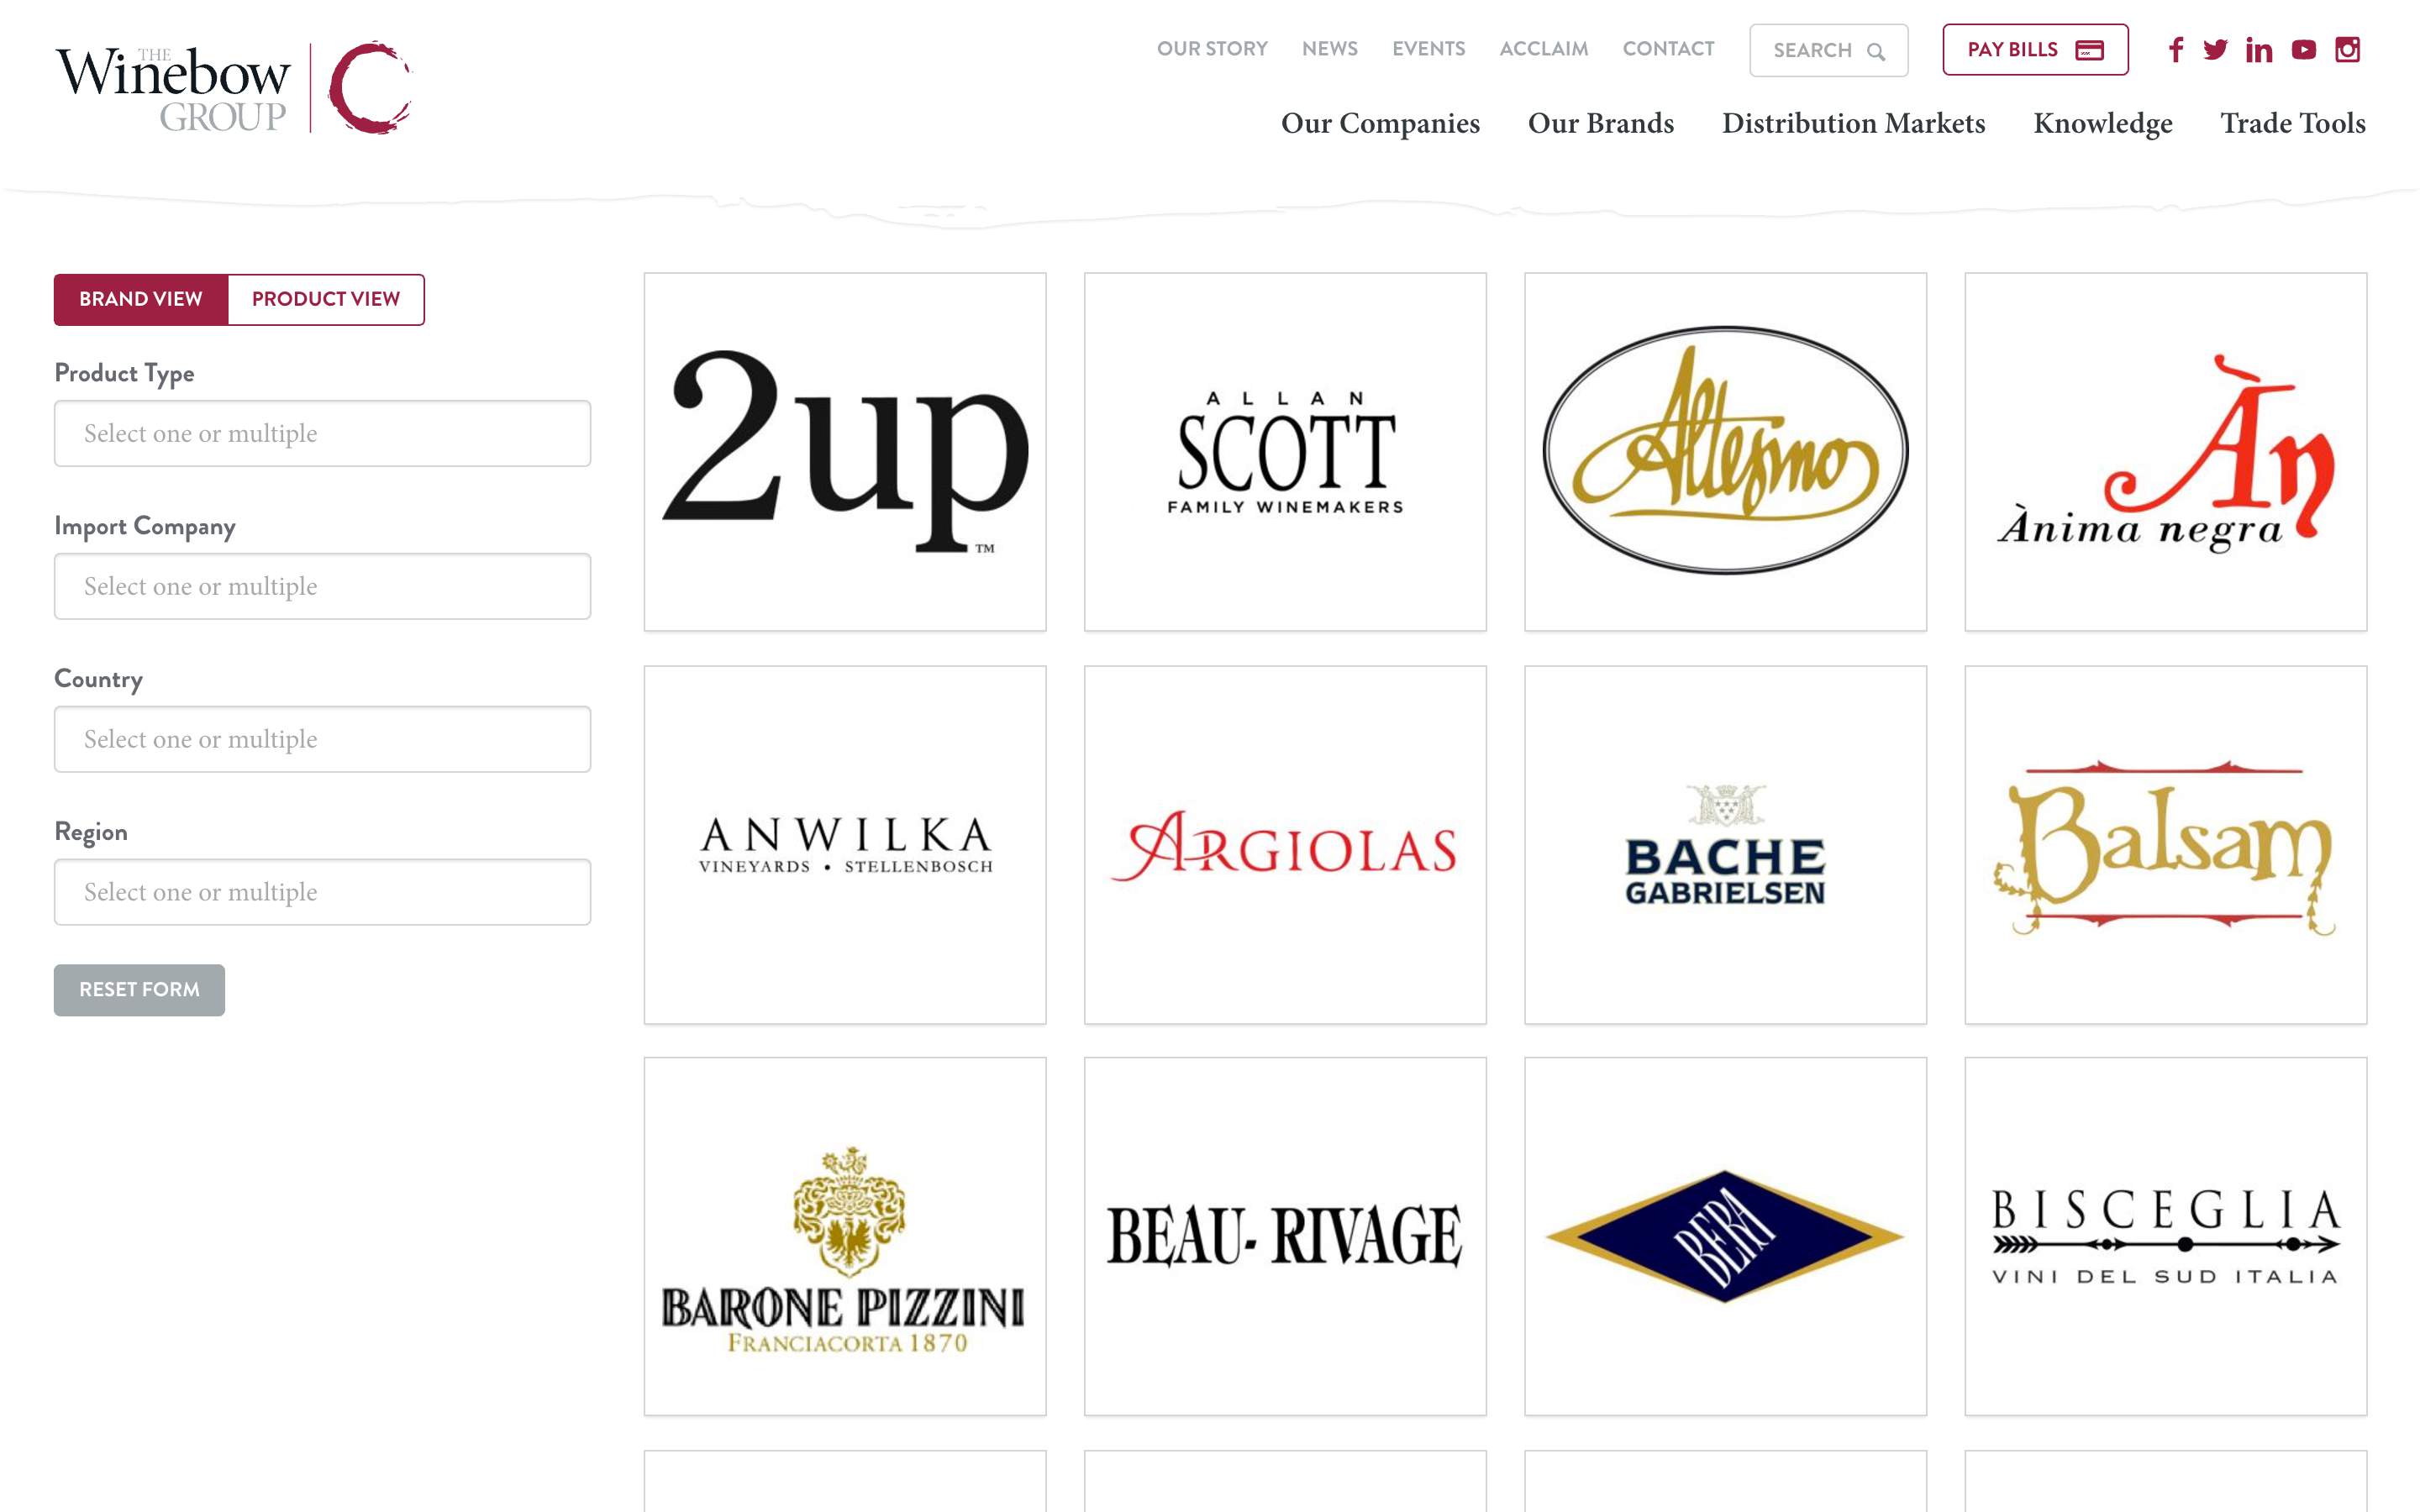 THE
Winebow
GROUP
OUR STORY NEWS EVENTS ACCLAIM CONTACT SEARCH PAY BILLS
Our Companies Our Brands Distribution Markets Knowledge Trade Tools
BRAND VIEW PRODUCT VIEW
Product Type
Select one or multiple
Import Company
Select one or multiple
Country
Select one or multiple
Region
Select one or multiple
RESET FORM
2up
TM
ALLAN
SCOTT
FAMILY WINEMAKERS
Altesino
Àn
Ànima negra
ANWILKA
VINEYARDS • STELLENBOSCH
ARGIOLAS
BACHE
GABRIELSEN
Balsam
BARONE PIZZINI
FRANCIACORTA 1870
BEAU- RIVAGE
BERA
BISCEGLIA
VINI DEL SUD ITALIA